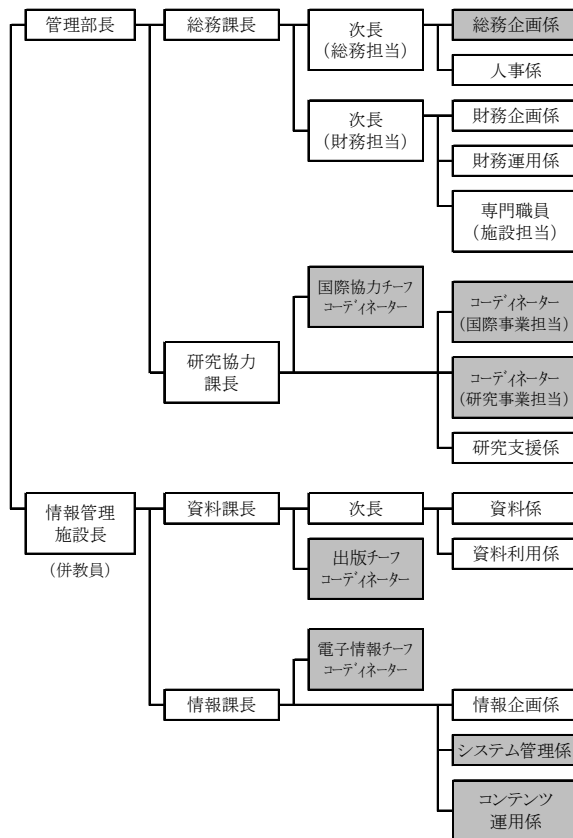 管理部長
総務課長
次長
（総務担当）
総務企画係
人事係
次長
（財務担当）
財務企画係
財務運用係
専門職員
（施設担当）
国際協力チーフ
コーディネーター
研究協力
課長
コーディネーター
（国際事業担当）
コーディネーター
（研究事業担当）
研究支援係
情報管理
施設長
（併教員）
資料課長
次長
資料係
資料利用係
出版チーフ
コーディネーター
電子情報チーフ
コーディネーター
情報課長
情報企画係
システム管理係
コンテンツ
運用係